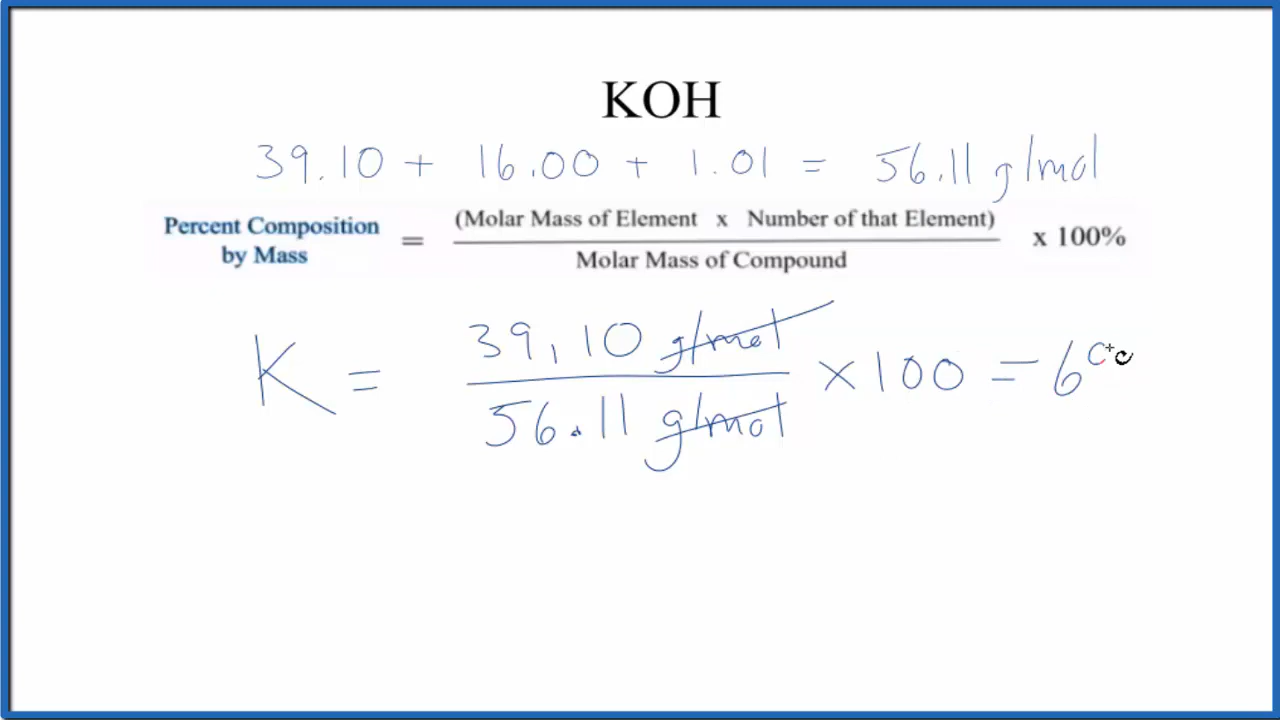 KOH
39.10 + 16.00 + 1.01 = 56.11 g/mol
Percent Composition by Mass = (Molar Mass of Element x Number of that Element) / Molar Mass of Compound x 100%
K = 39.10 g/mol / 56.11 g/mol × 100 = 6